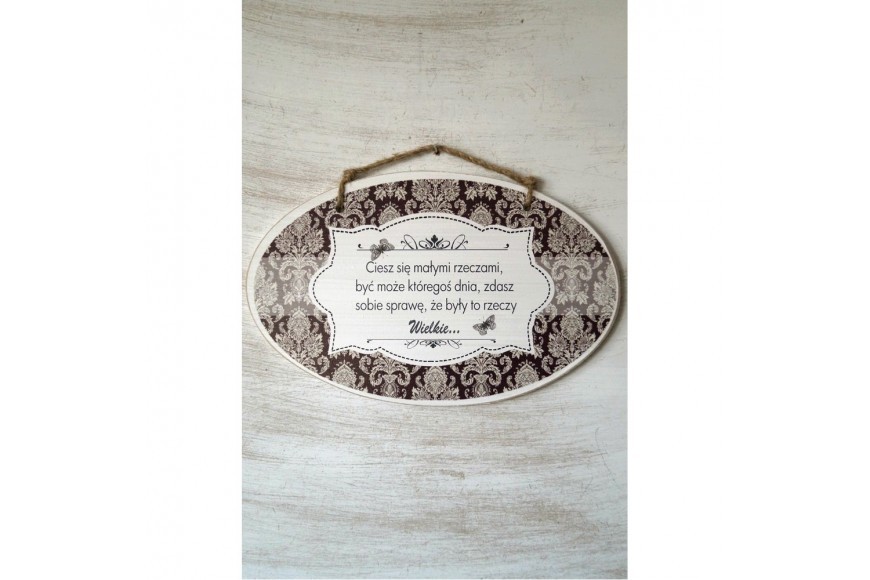 Ciesz się małymi rzeczami,
być może któregoś dnia, zdasz
sobie sprawę, że były to rzeczy
Wielkie...